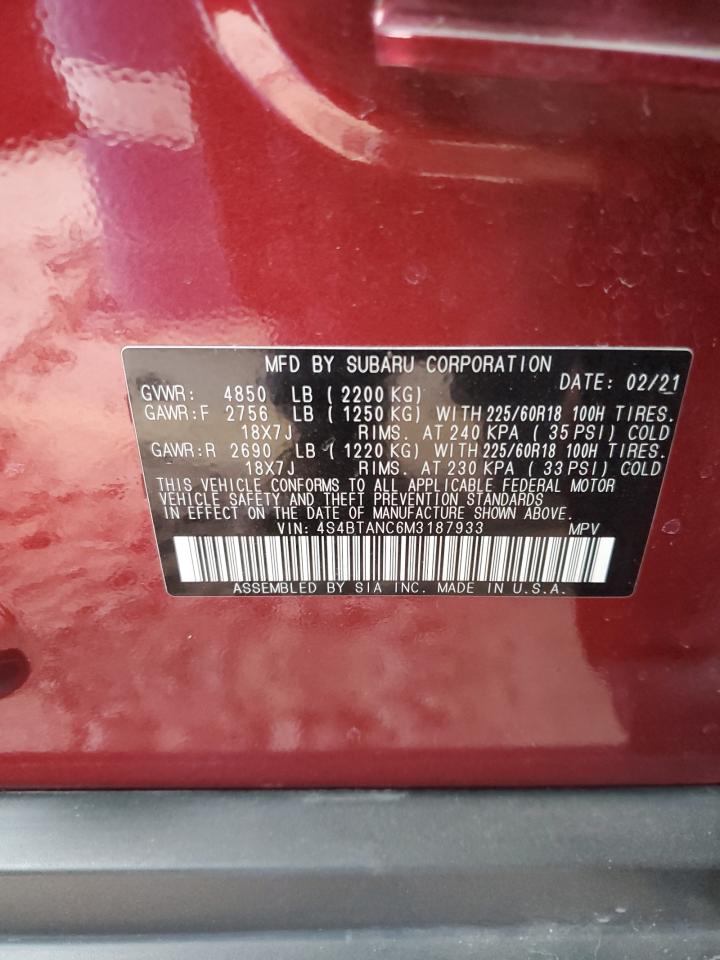 MFD BY SUBARU CORPORATION
DATE: 02/21
GVWR: 4850 LB ( 2200 KG)
GAWR:F 2756 LB ( 1250 KG) WITH 225/60R18 100H TIRES.
18X7J RIMS. AT 240 KPA ( 35 PSI) COLD
GAWR:R 2690 LB ( 1220 KG) WITH 225/60R18 100H TIRES.
18X7J RIMS. AT 230 KPA ( 33 PSI) COLD
THIS VEHICLE CONFORMS TO ALL APPLICABLE FEDERAL MOTOR
VEHICLE SAFETY AND THEFT PREVENTION STANDARDS
IN EFFECT ON THE DATE OF MANUFACTURE SHOWN ABOVE.
VIN: 4S4BTANC6M3187933 MPV
ASSEMBLED BY SIA INC. MADE IN U.S.A.